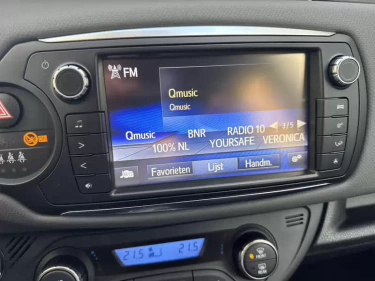 FM
Qmusic
Qmusic
Qmusic BNR RADIO 10 3/5
100% NL YOURSAFE VERONICA
Favorieten Lijst Handm.
21.5 21.5